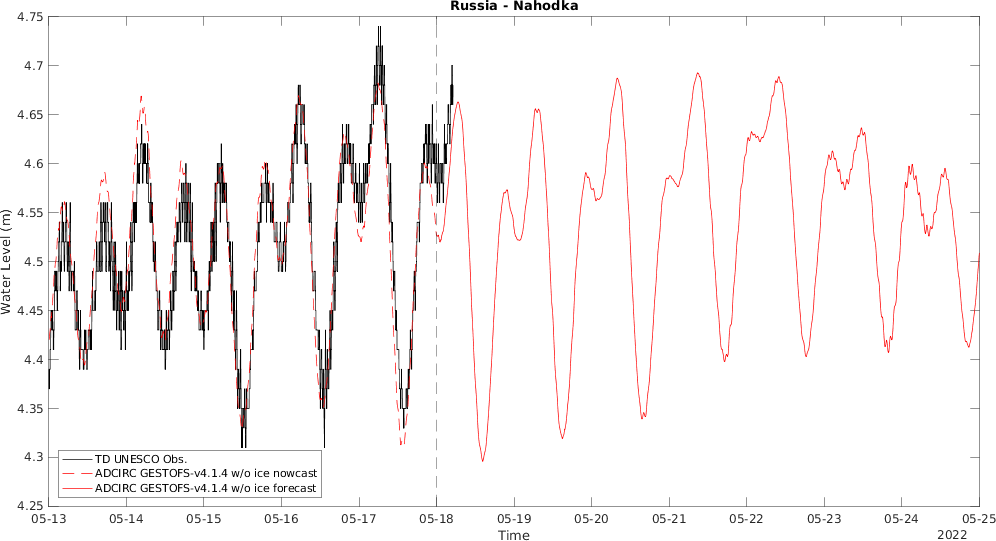 Russia - Nahodka
Water Level (m)
4.75
4.7
4.65
4.6
4.55
4.5
4.45
4.4
4.35
4.3
4.25
TD UNESCO Obs.
ADCIRC GESTOFS-v4.1.4 w/o ice nowcast
ADCIRC GESTOFS-v4.1.4 w/o ice forecast
05-13 05-14 05-15 05-16 05-17 05-18 05-19 05-20 05-21 05-22 05-23 05-24 05-25
Time
2022